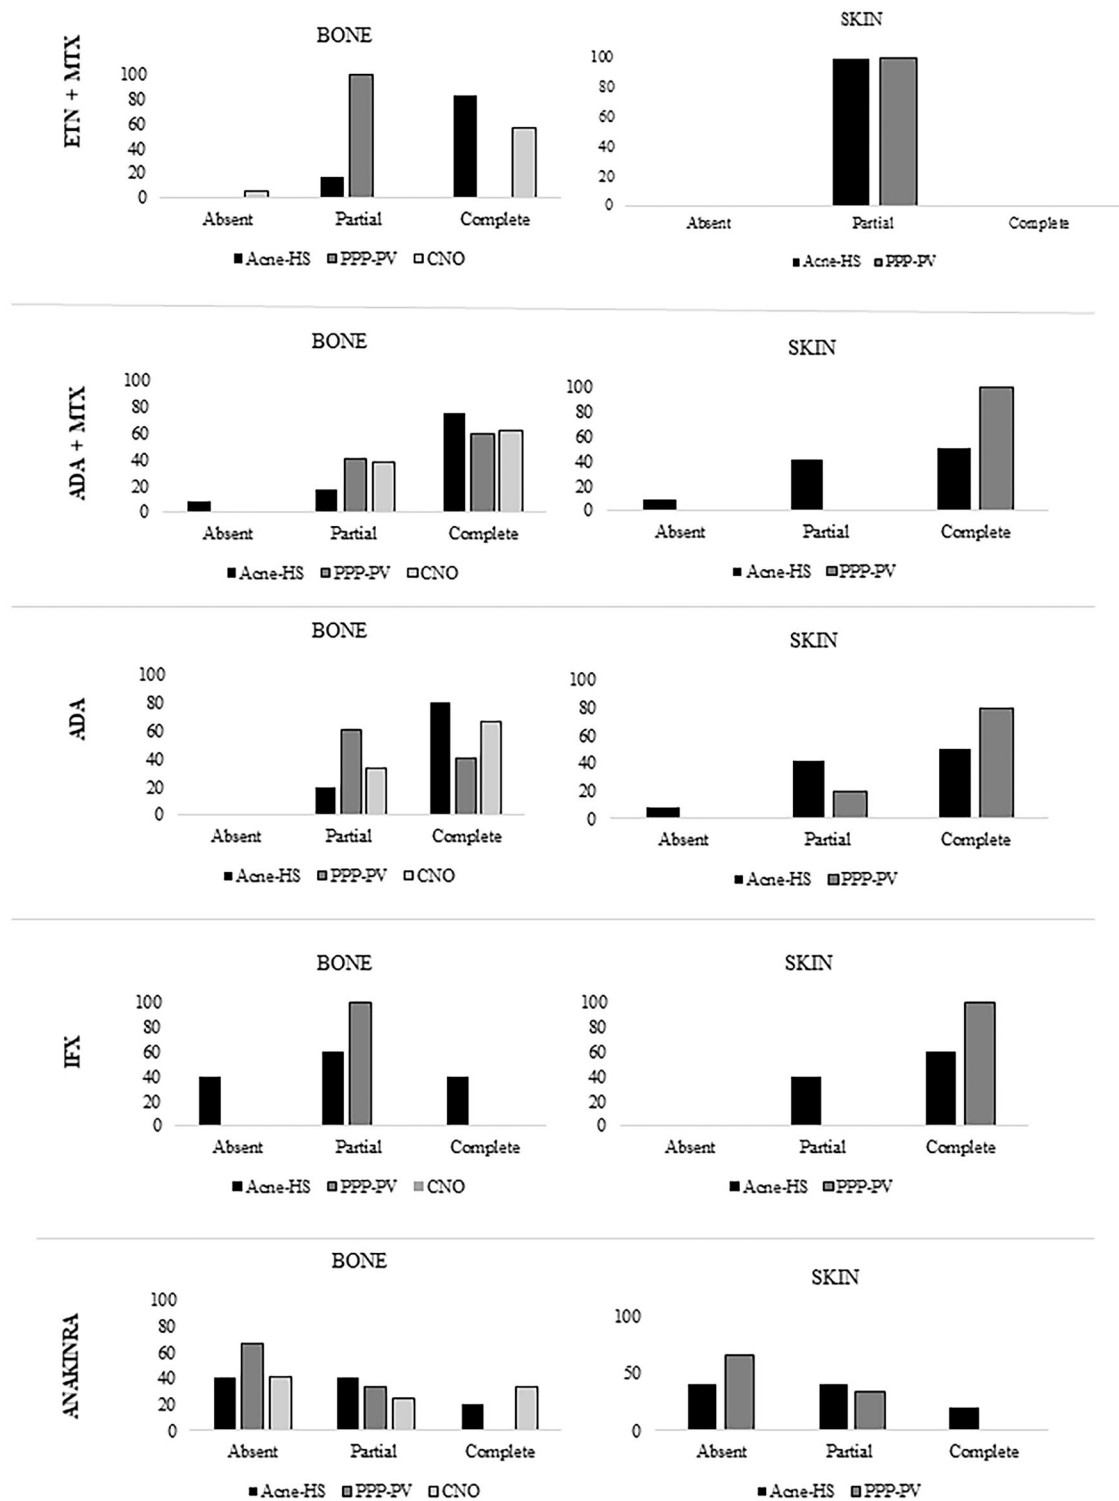 ETN + MTX
BONE
100
80
60
40
20
0
Absent Partial Complete
Acne-HS PPP-PV CNO
SKIN
100
80
60
40
20
0
Absent Partial Complete
Acne-HS PPP-PV
ADA + MTX
BONE
100
80
60
40
20
0
Absent Partial Complete
Acne-HS PPP-PV CNO
SKIN
100
80
60
40
20
0
Absent Partial Complete
Acne-HS PPP-PV
ADA
BONE
100
80
60
40
20
0
Absent Partial Complete
Acne-HS PPP-PV CNO
SKIN
100
80
60
40
20
0
Absent Partial Complete
Acne-HS PPP-PV
IFX
BONE
100
80
60
40
20
0
Absent Partial Complete
Acne-HS PPP-PV CNO
SKIN
100
80
60
40
20
0
Absent Partial Complete
Acne-HS PPP-PV
ANAKINRA
BONE
100
80
60
40
20
0
Absent Partial Complete
Acne-HS PPP-PV CNO
SKIN
100
50
0
Absent Partial Complete
Acne-HS PPP-PV